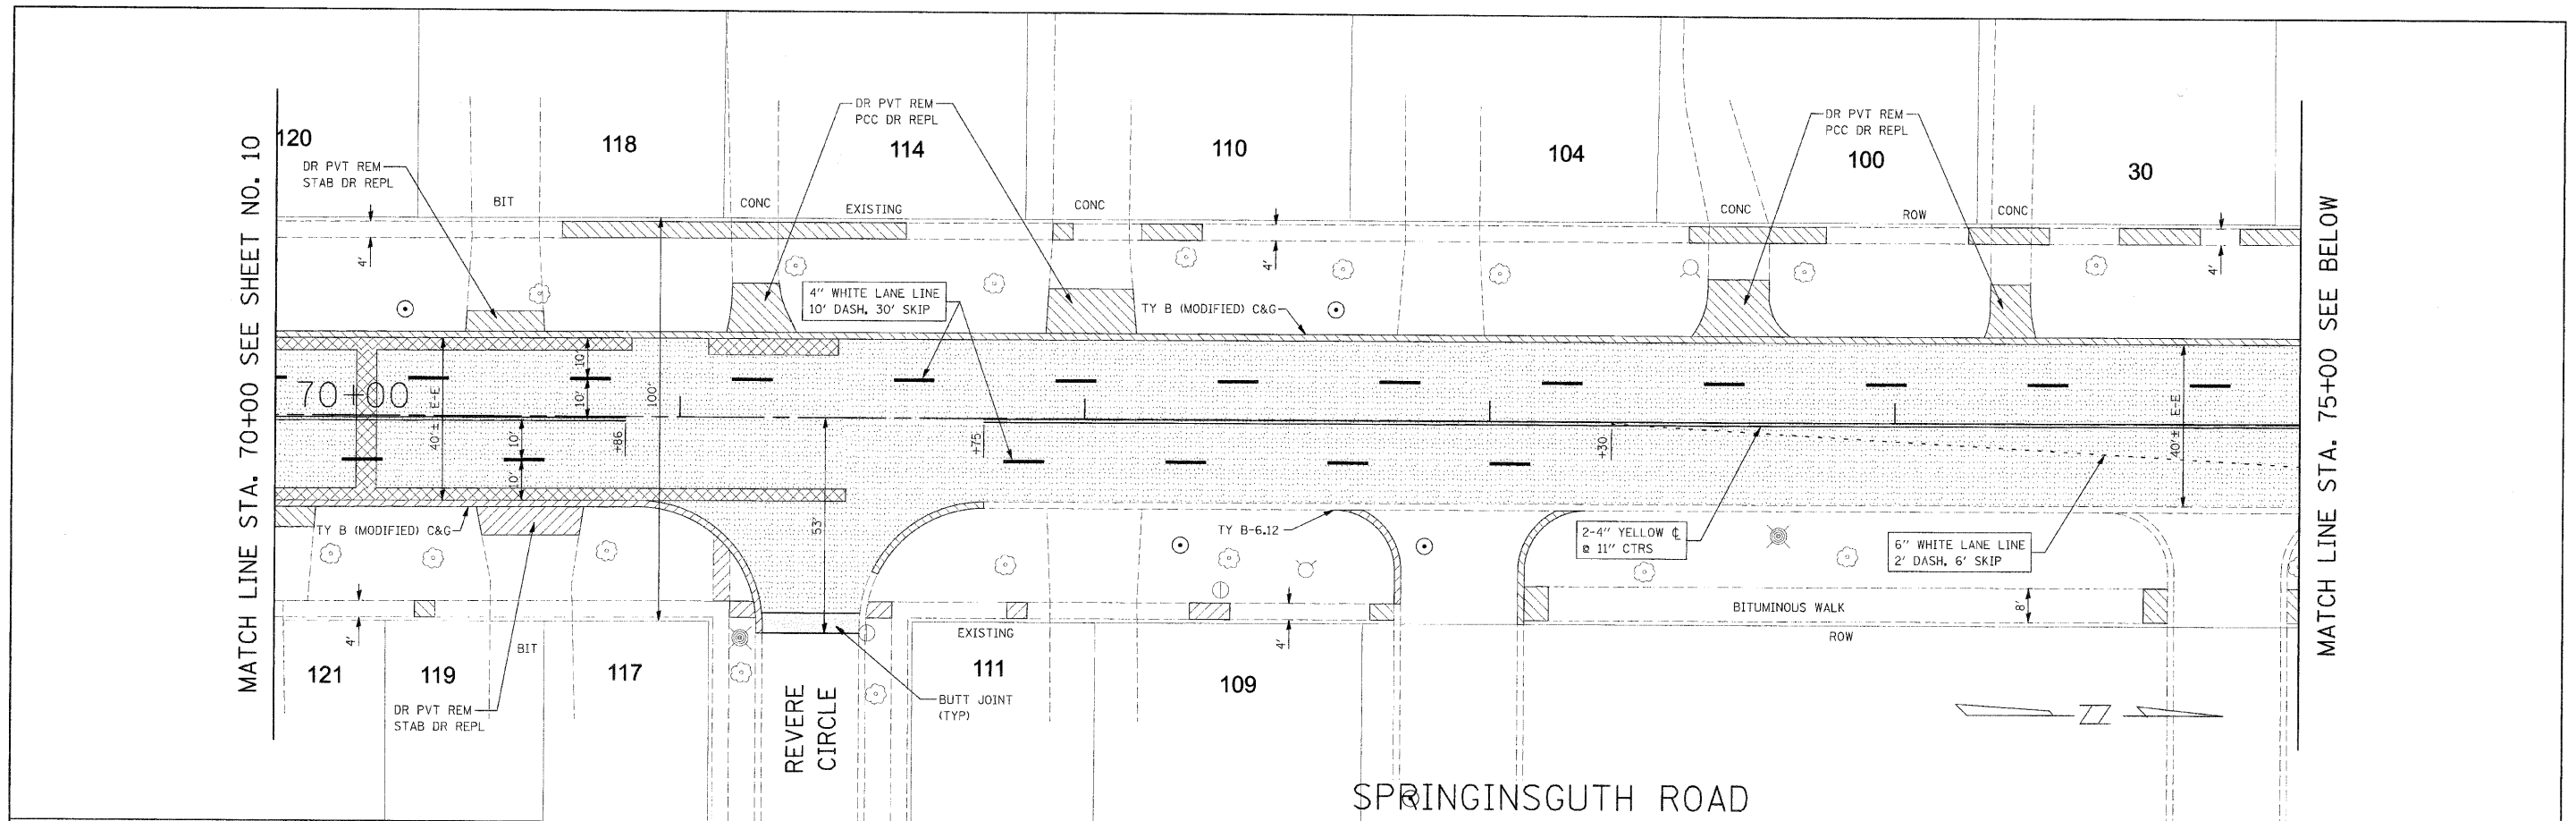 MATCH LINE STA. 70+00 SEE SHEET NO. 10
120
118
114
110
104
100
30
DR PVT REM
STAB DR REPL
DR PVT REM
PCC DR REPL
DR PVT REM
PCC DR REPL
BIT
CONC
EXISTING
CONC
CONC
ROW
CONC
4'
4'
4'
4" WHITE LANE LINE
10' DASH, 30' SKIP
TY B (MODIFIED) C&G
70+00
40'± E-E
10'
10'
100'
10'
10'
+86
53'
+75
+30
40'± E-E
TY B (MODIFIED) C&G
TY B-6.12
2-4" YELLOW ℄
@ 11" CTRS
6" WHITE LANE LINE
2' DASH, 6' SKIP
BITUMINOUS WALK
8'
4'
4'
BIT
EXISTING
ROW
121
119
117
111
109
DR PVT REM
STAB DR REPL
REVERE
CIRCLE
BUTT JOINT
(TYP)
SPRINGINSGUTH ROAD
MATCH LINE STA. 75+00 SEE BELOW